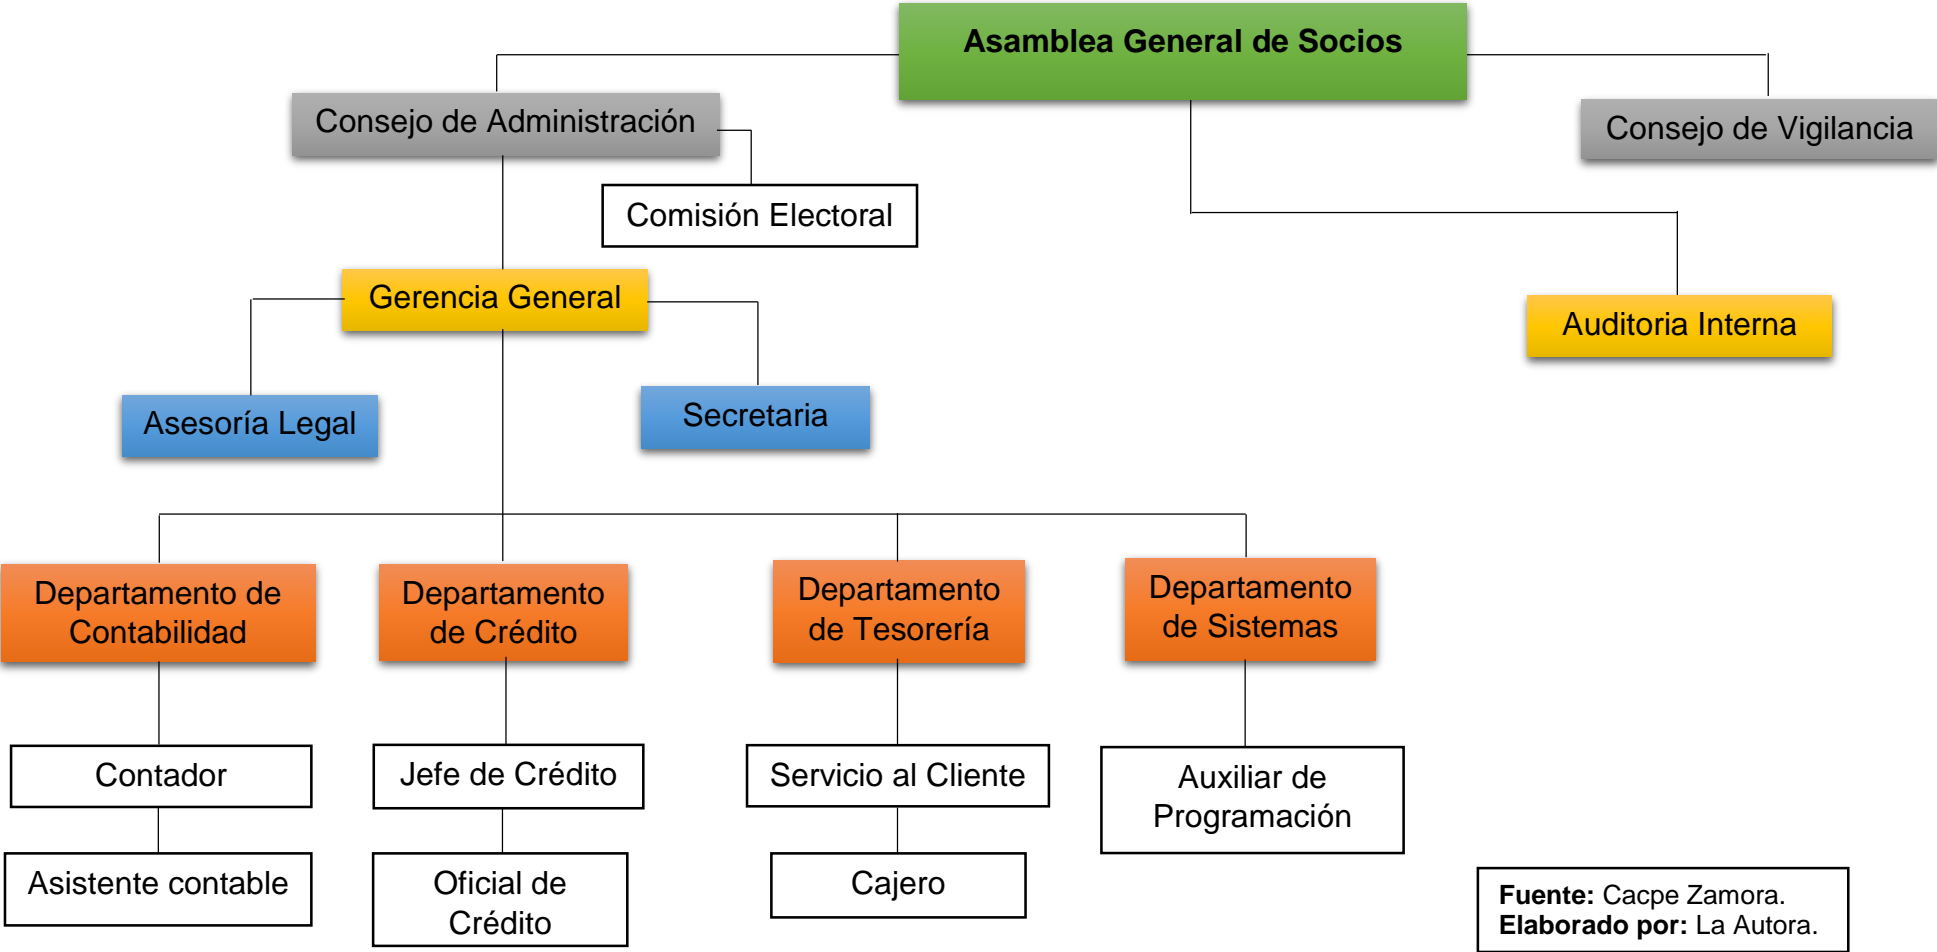 Asamblea General de Socios
Consejo de Administración
Consejo de Vigilancia
Comisión Electoral
Gerencia General
Auditoria Interna
Asesoría Legal
Secretaria
Departamento de
Contabilidad
Departamento
de Crédito
Departamento
de Tesorería
Departamento
de Sistemas
Contador
Jefe de Crédito
Servicio al Cliente
Auxiliar de
Programación
Asistente contable
Oficial de
Crédito
Cajero
Fuente: Cacpe Zamora.
Elaborado por: La Autora.